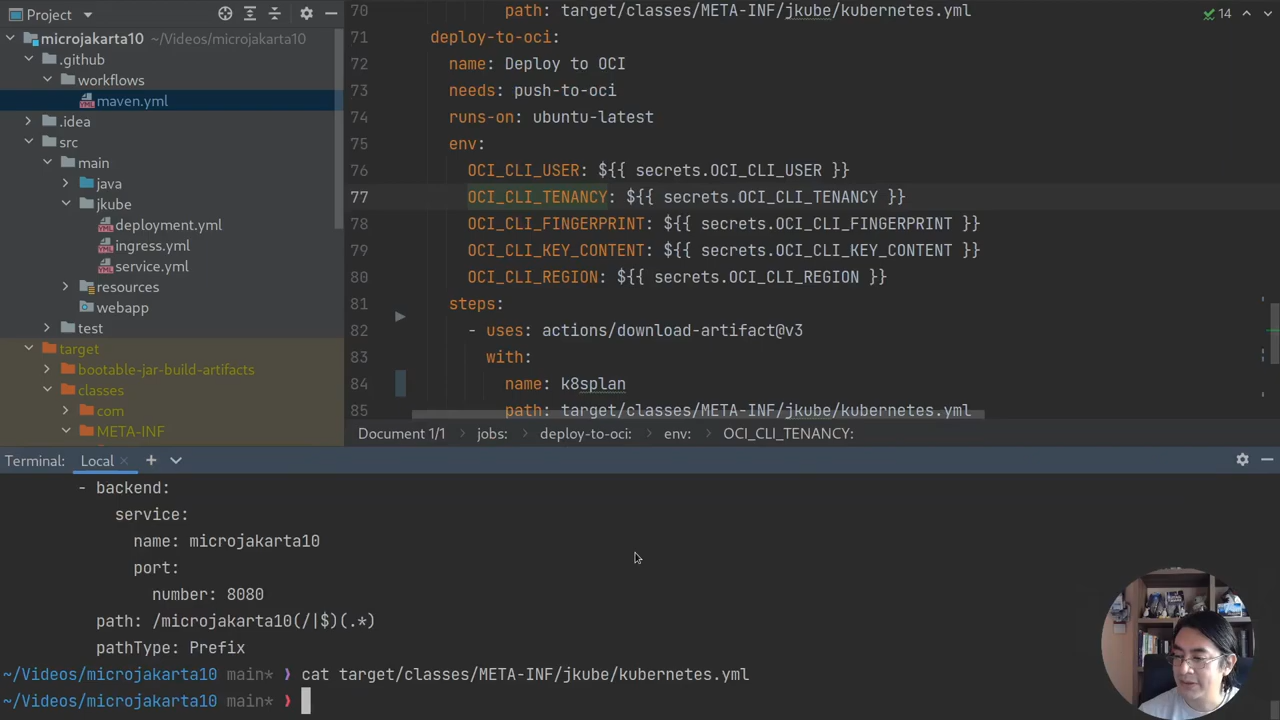 Project
microjakarta10 ~/Videos/microjakarta10
.github
workflows
maven.yml
.idea
src
main
java
jkube
deployment.yml
ingress.yml
service.yml
resources
webapp
test
target
bootable-jar-build-artifacts
classes
com
META-INF
14
70 path: target/classes/META-INF/jkube/kubernetes.yml
71 deploy-to-oci:
72 name: Deploy to OCI
73 needs: push-to-oci
74 runs-on: ubuntu-latest
75 env:
76 OCI_CLI_USER: ${{ secrets.OCI_CLI_USER }}
77 OCI_CLI_TENANCY: ${{ secrets.OCI_CLI_TENANCY }}
78 OCI_CLI_FINGERPRINT: ${{ secrets.OCI_CLI_FINGERPRINT }}
79 OCI_CLI_KEY_CONTENT: ${{ secrets.OCI_CLI_KEY_CONTENT }}
80 OCI_CLI_REGION: ${{ secrets.OCI_CLI_REGION }}
81 steps:
82 - uses: actions/download-artifact@v3
83 with:
84 name: k8splan
85 path: target/classes/META-INF/jkube/kubernetes.yml
Document 1/1 › jobs: › deploy-to-oci: › env: › OCI_CLI_TENANCY:
Terminal: Local
- backend:
service:
name: microjakarta10
port:
number: 8080
path: /microjakarta10(/|$)(.*)
pathType: Prefix
~/Videos/microjakarta10 main* ❯ cat target/classes/META-INF/jkube/kubernetes.yml
~/Videos/microjakarta10 main* ❯